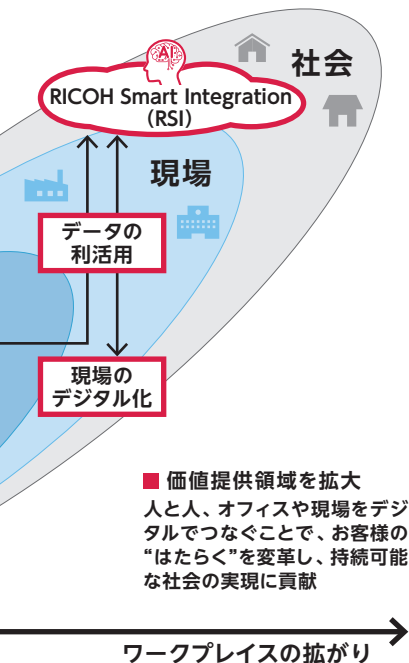 AI
社会
RICOH Smart Integration
（RSI）
現場
データの
利活用
現場の
デジタル化
■ 価値提供領域を拡大
人と人、オフィスや現場をデジ
タルでつなぐことで、お客様の
“はたらく”を変革し、持続可能
な社会の実現に貢献
ワークプレイスの拡がり